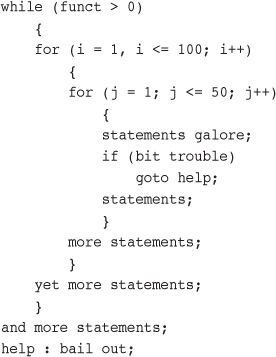 while (funct > 0)
{
for (i = 1, i <= 100; i++)
{
for (j = 1; j <= 50; j++)
{
statements galore;
if (bit trouble)
goto help;
statements;
}
more statements;
}
yet more statements;
}
and more statements;
help : bail out;